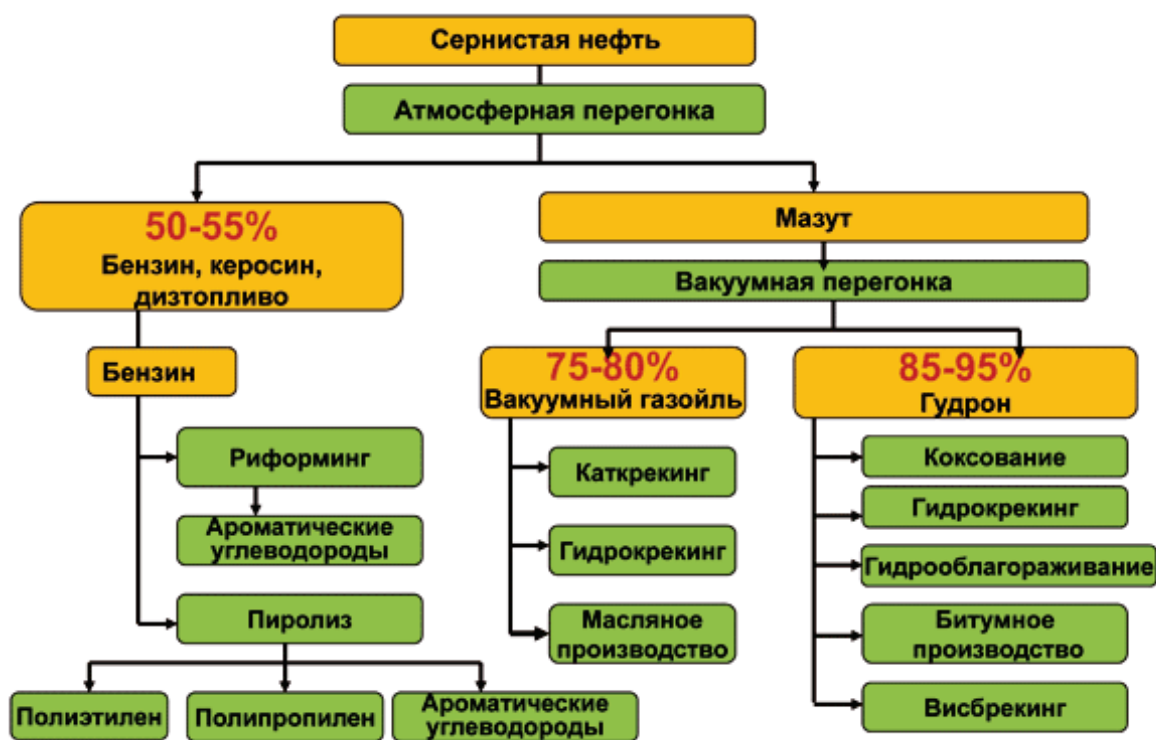 Сернистая нефть
Атмосферная перегонка
50-55%
Бензин, керосин,
дизтопливо
Мазут
Вакуумная перегонка
Бензин
75-80%
Вакуумный газойль
85-95%
Гудрон
Риформинг
Ароматические
углеводороды
Пиролиз
Полиэтилен
Полипропилен
Ароматические
углеводороды
Каткрекинг
Гидрокрекинг
Масляное
производство
Коксование
Гидрокрекинг
Гидрооблагораживание
Битумное
производство
Висбрекинг